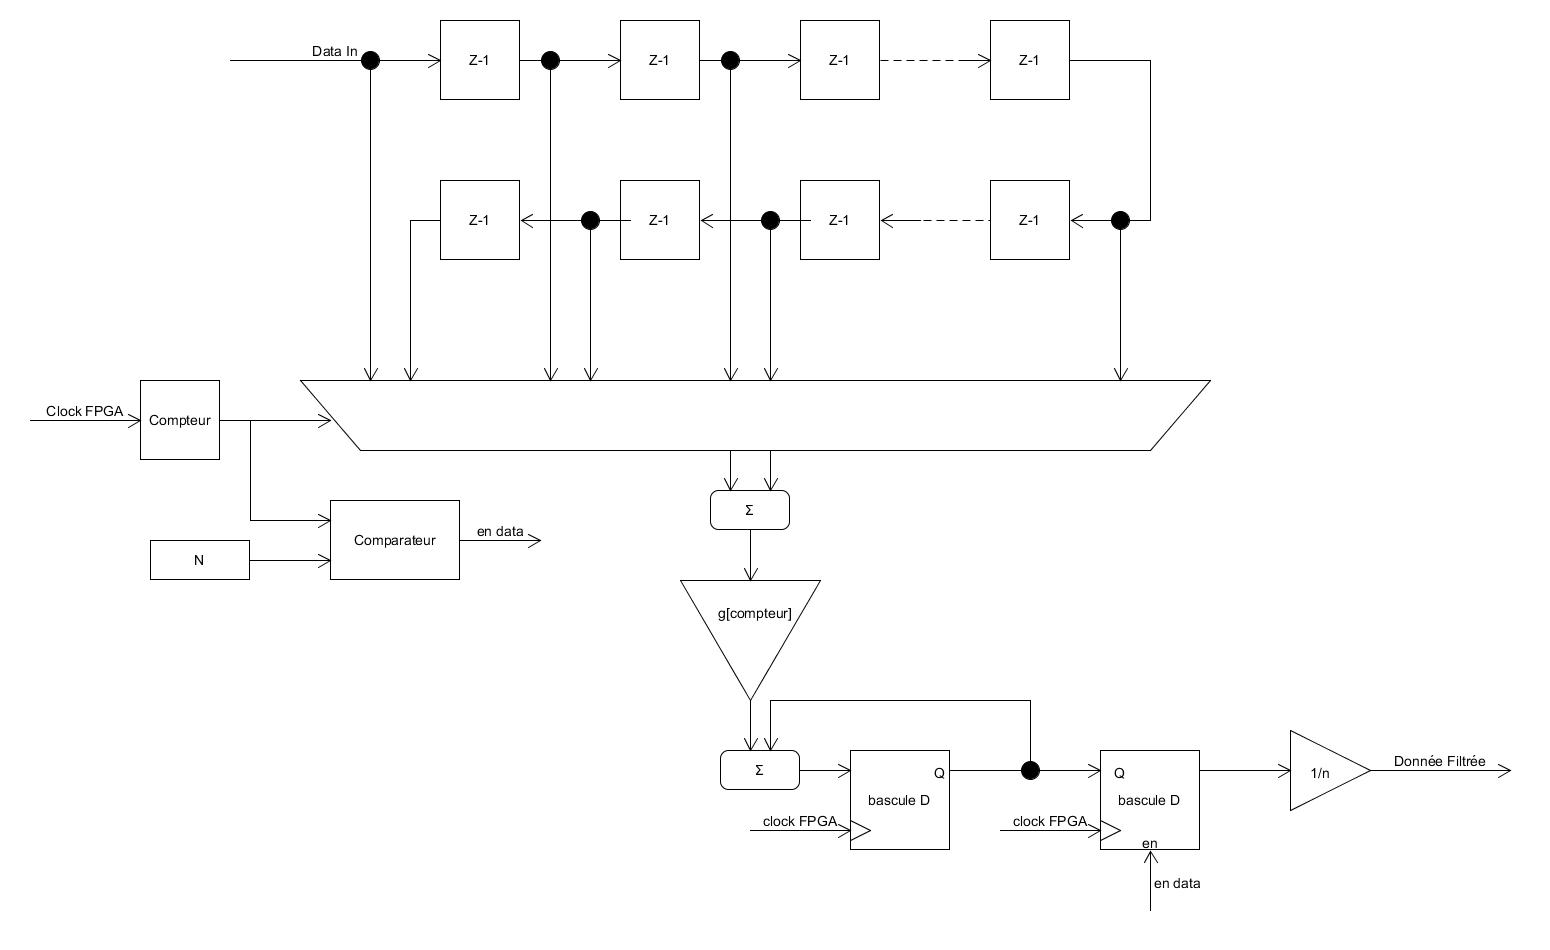 Data In
Z-1
Z-1
Z-1
Z-1
Z-1
Z-1
Z-1
Z-1
Clock FPGA
Compteur
N
Comparateur
en data
Σ
g[compteur]
Σ
Q
bascule D
clock FPGA
Q
bascule D
clock FPGA
en
en data
1/n
Donnée Filtrée